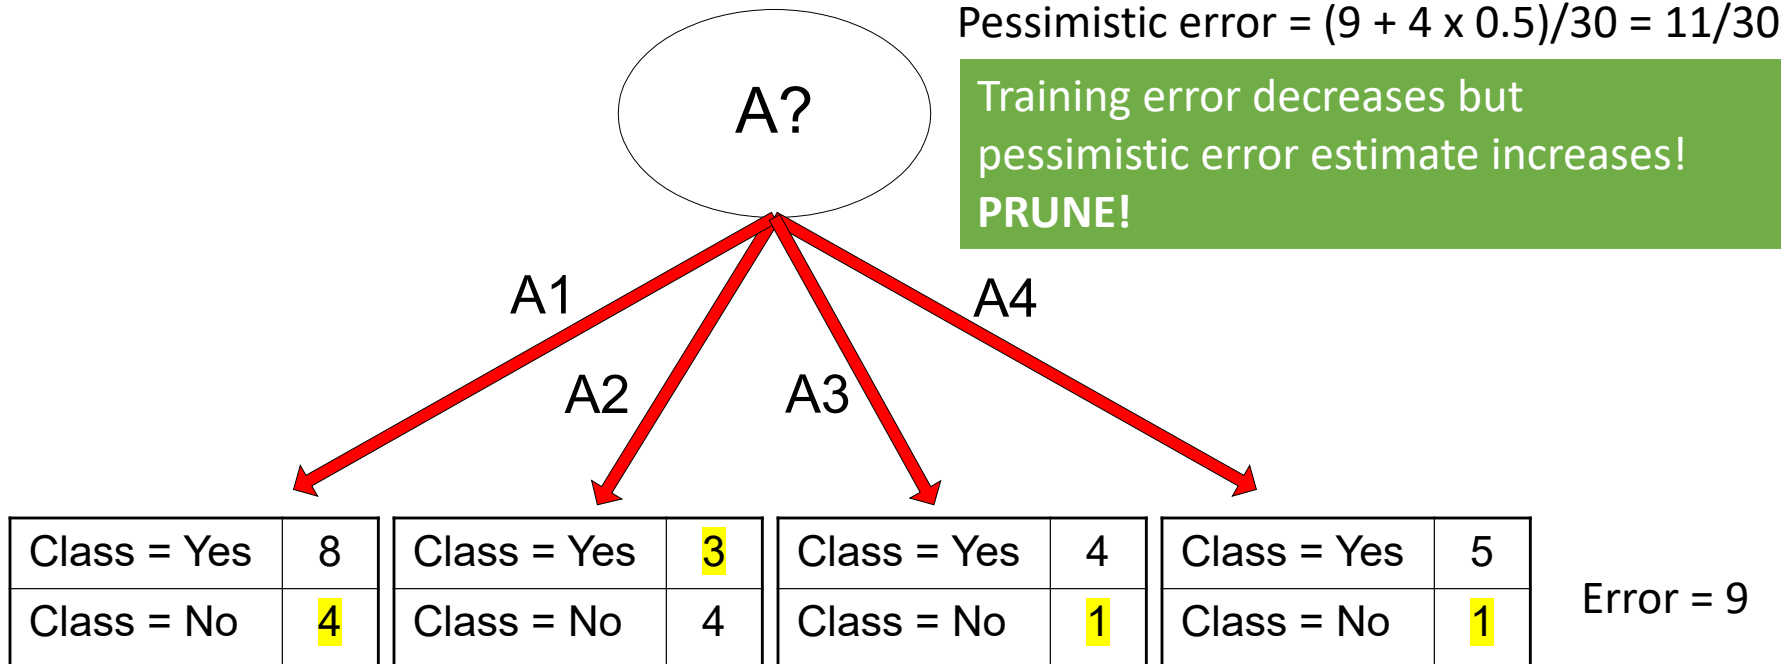 Pessimistic error = (9 + 4 x 0.5)/30 = 11/30
A?
Training error decreases but
pessimistic error estimate increases!
PRUNE!
A1
A4
A2
A3
Class = Yes 8 Class = Yes 3 Class = Yes 4 Class = Yes 5
Class = No 4 Class = No 4 Class = No 1 Class = No 1
Error = 9